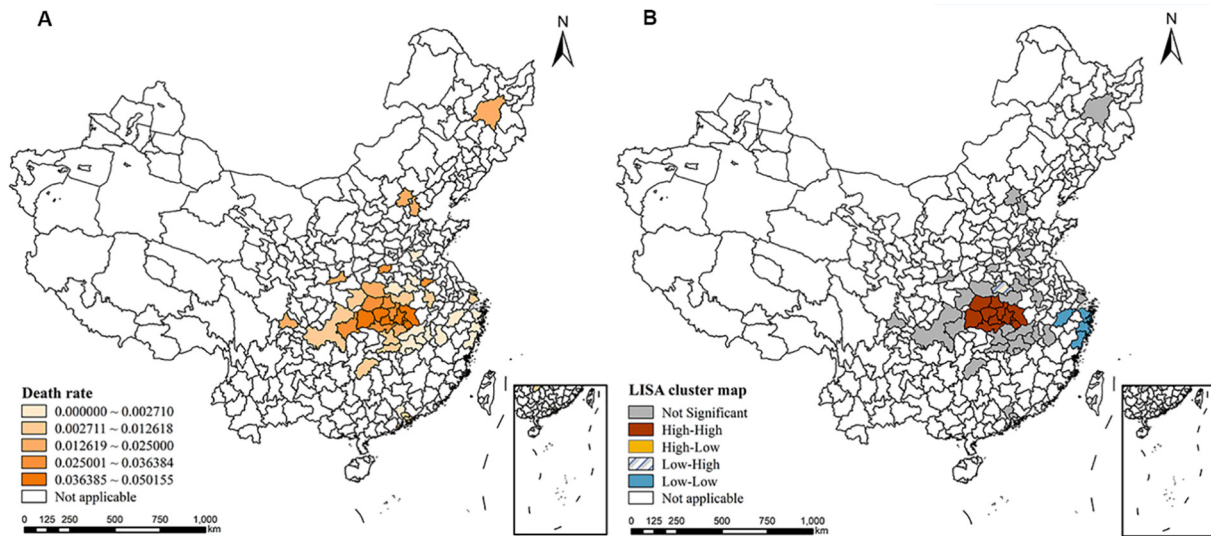 A
N
Death rate
0.000000 ~ 0.002710
0.002711 ~ 0.012618
0.012619 ~ 0.025000
0.025001 ~ 0.036384
0.036385 ~ 0.050155
Not applicable
0 125 250 500 750 1,000
km
B
N
LISA cluster map
Not Significant
High-High
High-Low
Low-High
Low-Low
Not applicable
0 125 250 500 750 1,000
km